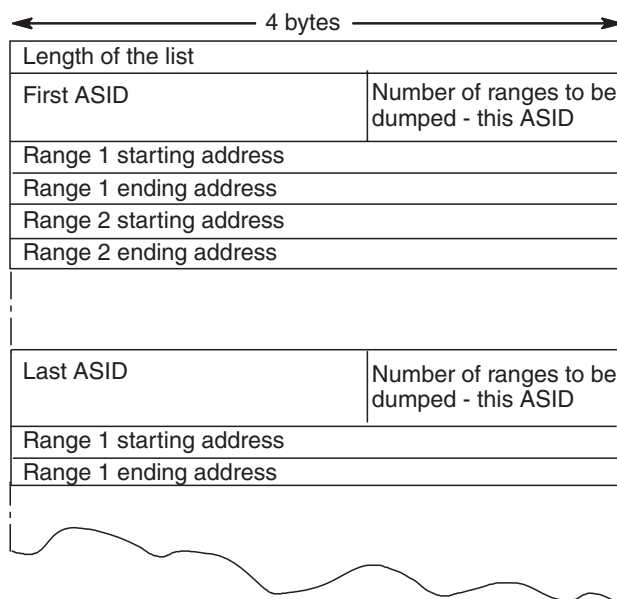 4 bytes
Length of the list
First ASID
Number of ranges to be
dumped - this ASID
Range 1 starting address
Range 1 ending address
Range 2 starting address
Range 2 ending address
Last ASID
Number of ranges to be
dumped - this ASID
Range 1 starting address
Range 1 ending address